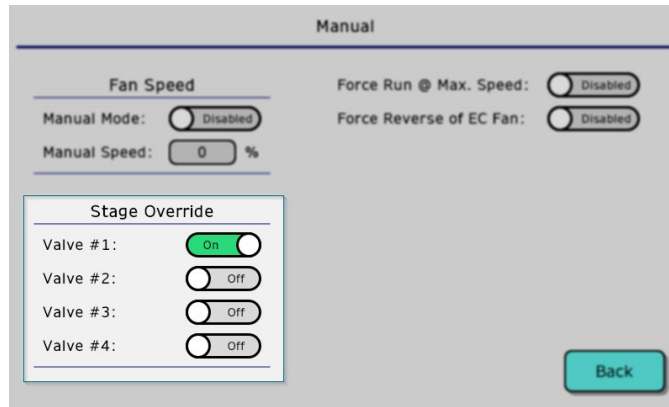 Manual
Fan Speed
Manual Mode: Disabled
Manual Speed: 0 %
Force Run @ Max. Speed: Disabled
Force Reverse of EC Fan: Disabled
Stage Override
Valve #1: On
Valve #2: Off
Valve #3: Off
Valve #4: Off
Back